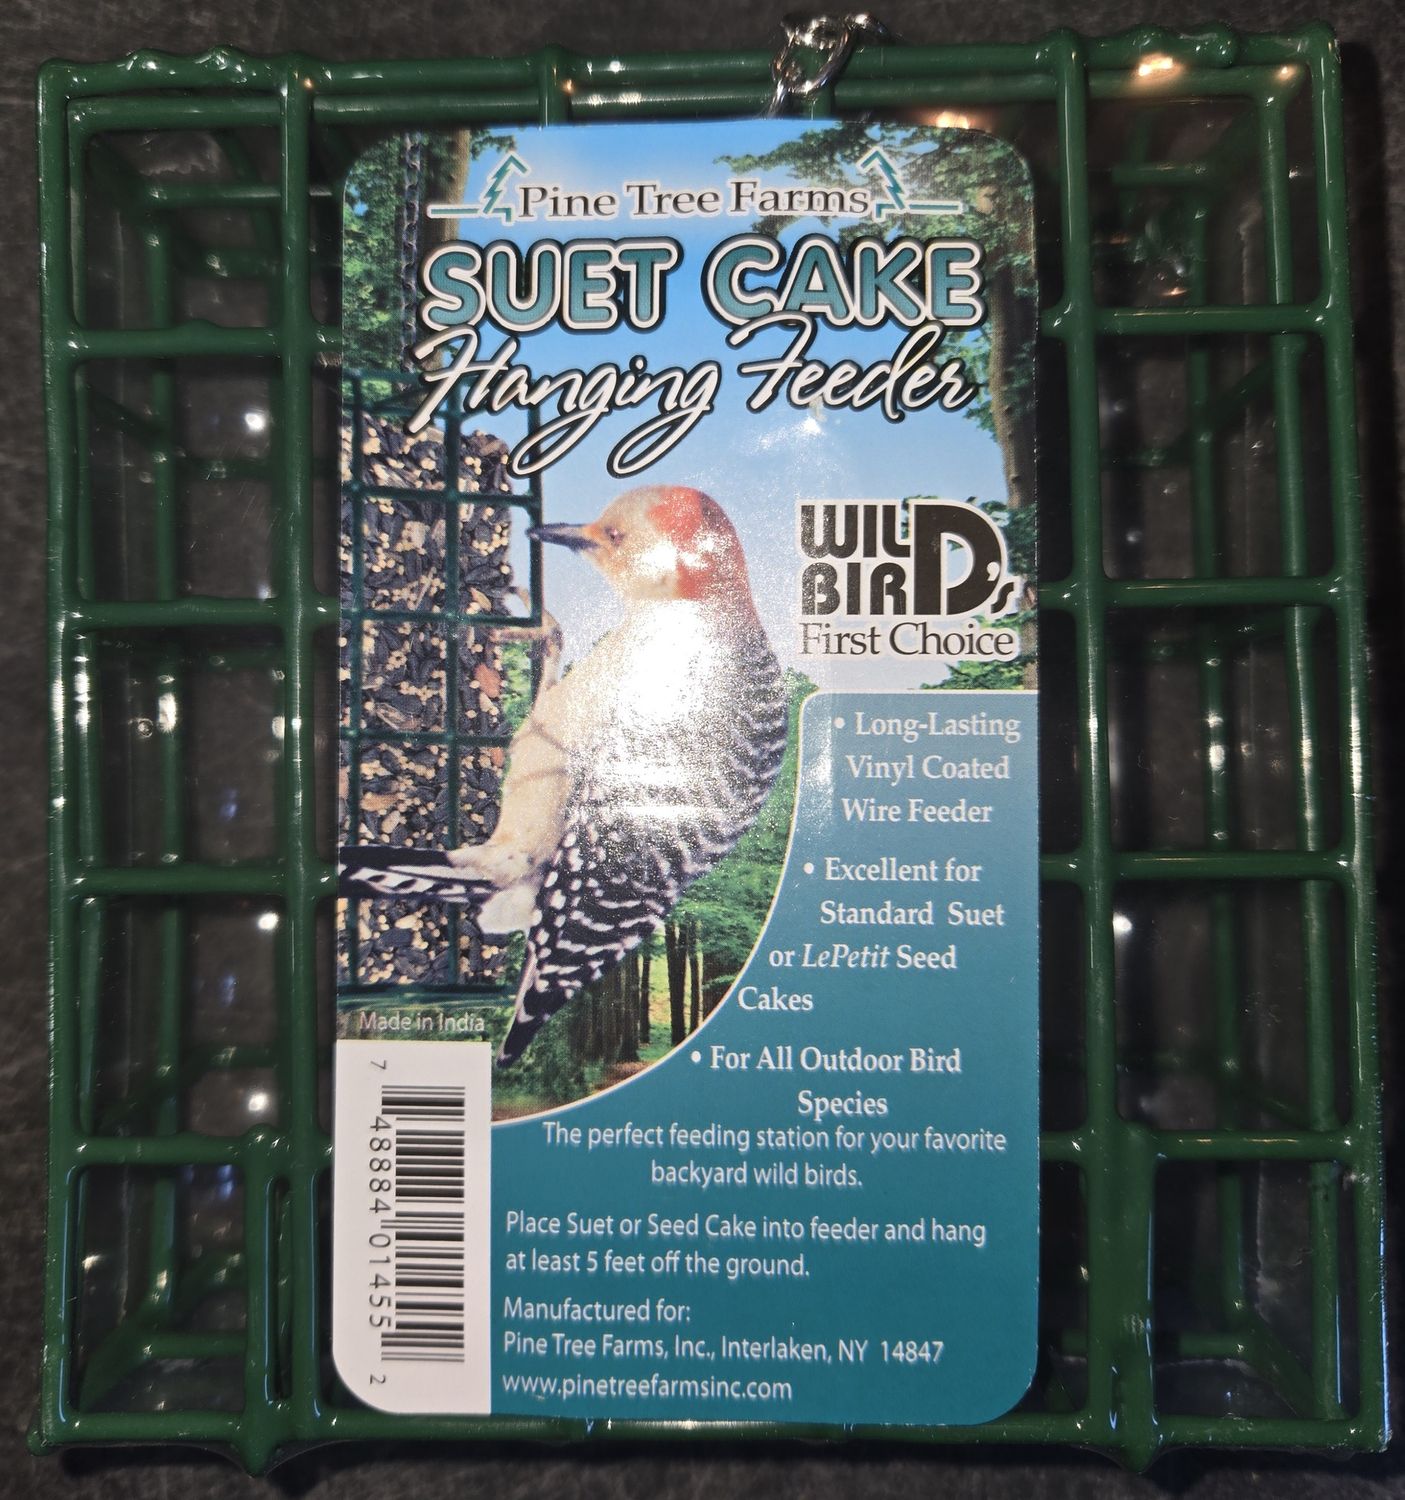 Pine Tree Farms
SUET CAKE
Hanging Feeder
WILD
BIRD's
First Choice
• Long-Lasting
Vinyl Coated
Wire Feeder
• Excellent for
Standard Suet
or LePetit Seed
Cakes
• For All Outdoor Bird
Species
The perfect feeding station for your favorite
backyard wild birds.
Place Suet or Seed Cake into feeder and hang
at least 5 feet off the ground.
Manufactured for:
Pine Tree Farms, Inc., Interlaken, NY 14847
www.pinetreefarmsinc.com
Made in India
7 48884 01455 2